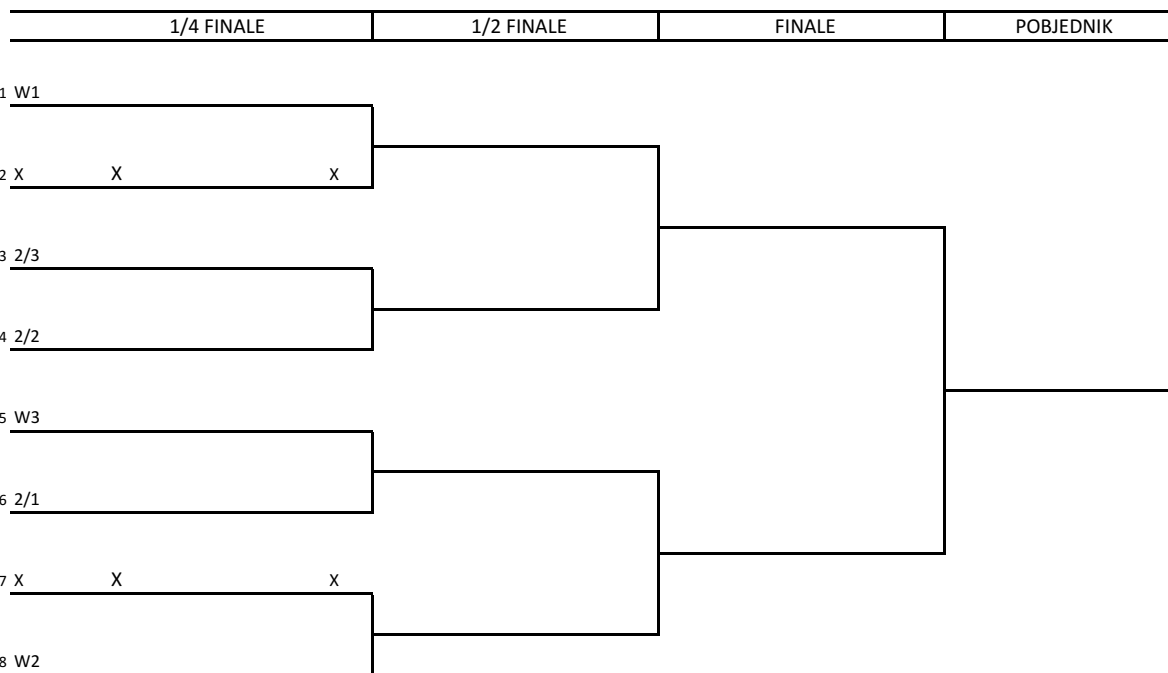 1/4 FINALE 1/2 FINALE FINALE POBJEDNIK
1 W1
2 X X X
3 2/3
4 2/2
5 W3
6 2/1
7 X X X
8 W2